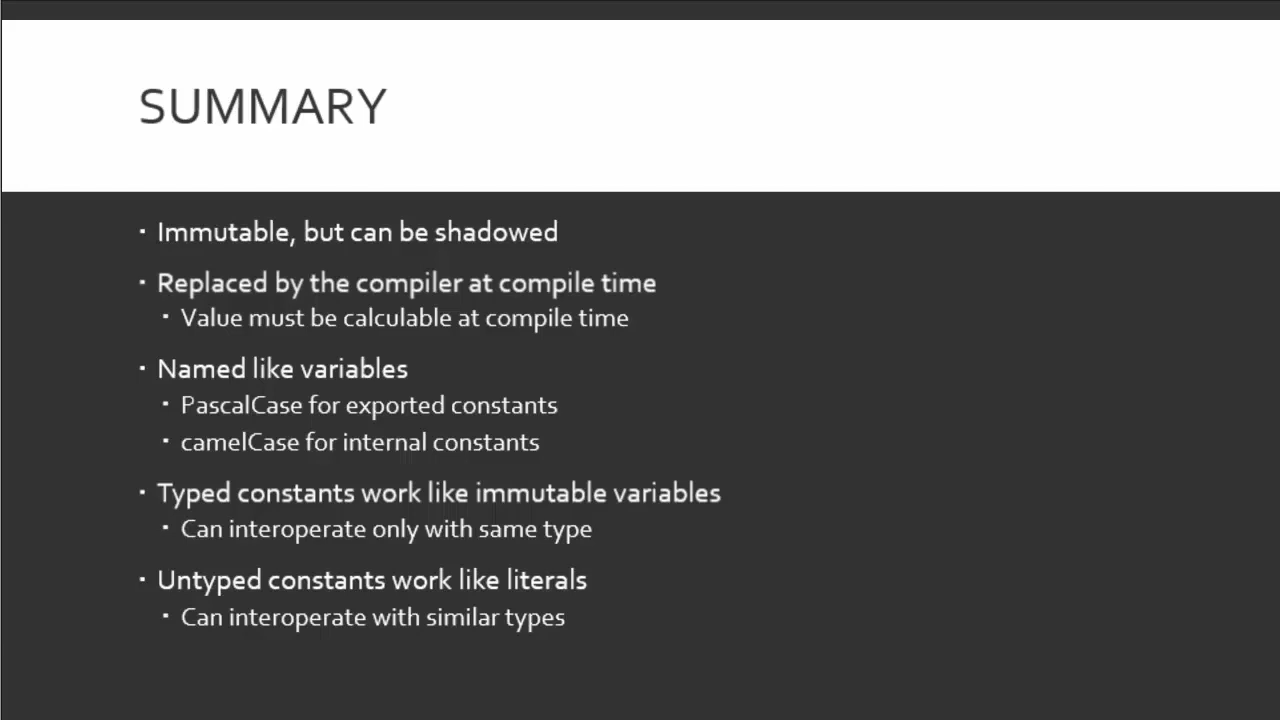 SUMMARY
▪ Immutable, but can be shadowed
▪ Replaced by the compiler at compile time
▪ Value must be calculable at compile time
▪ Named like variables
▪ PascalCase for exported constants
▪ camelCase for internal constants
▪ Typed constants work like immutable variables
▪ Can interoperate only with same type
▪ Untyped constants work like literals
▪ Can interoperate with similar types